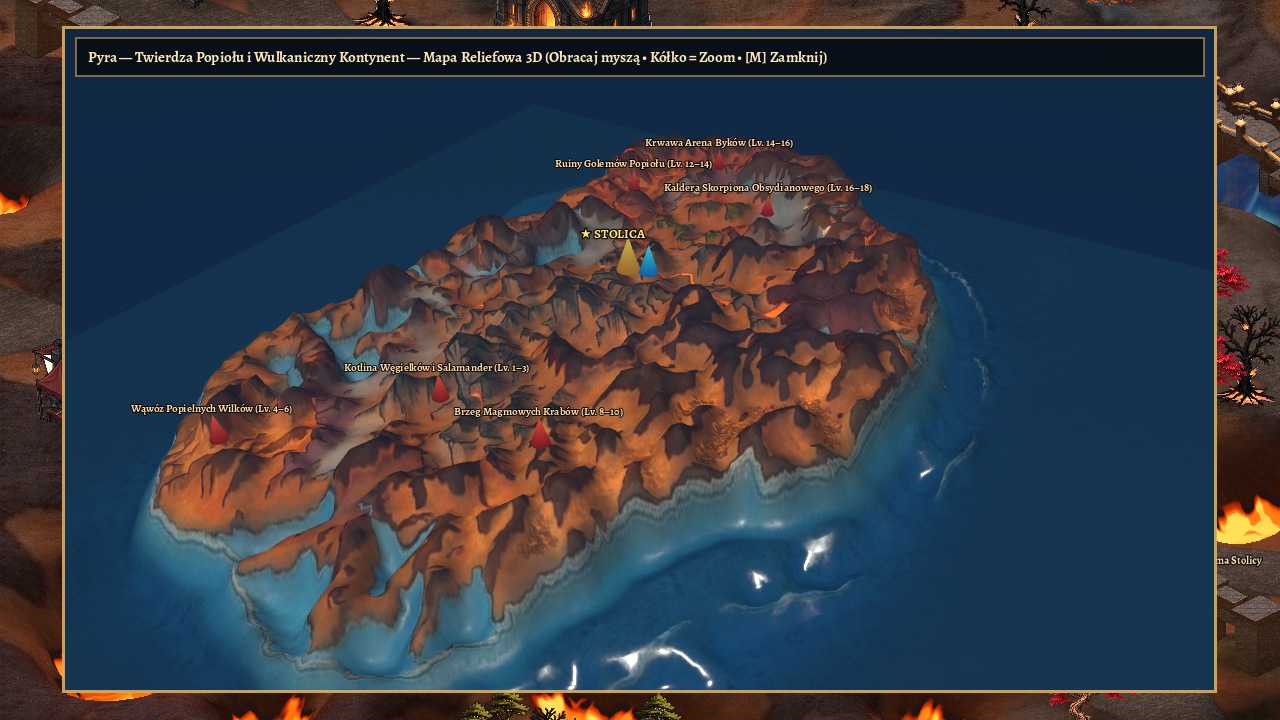 Pyra — Twierdza Popiołu i Wulkaniczny Kontynent — Mapa Reliefowa 3D (Obracaj myszą • Kółko = Zoom • [M] Zamknij)
Krwawa Arena Byków (Lv. 14–16)
Ruiny Golemów Popiołu (Lv. 12–14)
Kaldera Skorpiona Obsydianowego (Lv. 16–18)
★ STOLICA
Kotlina Węgielków i Salamander (Lv. 1–3)
Wąwóz Popielnych Wilków (Lv. 4–6)
Brzeg Magmowych Krabów (Lv. 8–10)
ma Stolicy